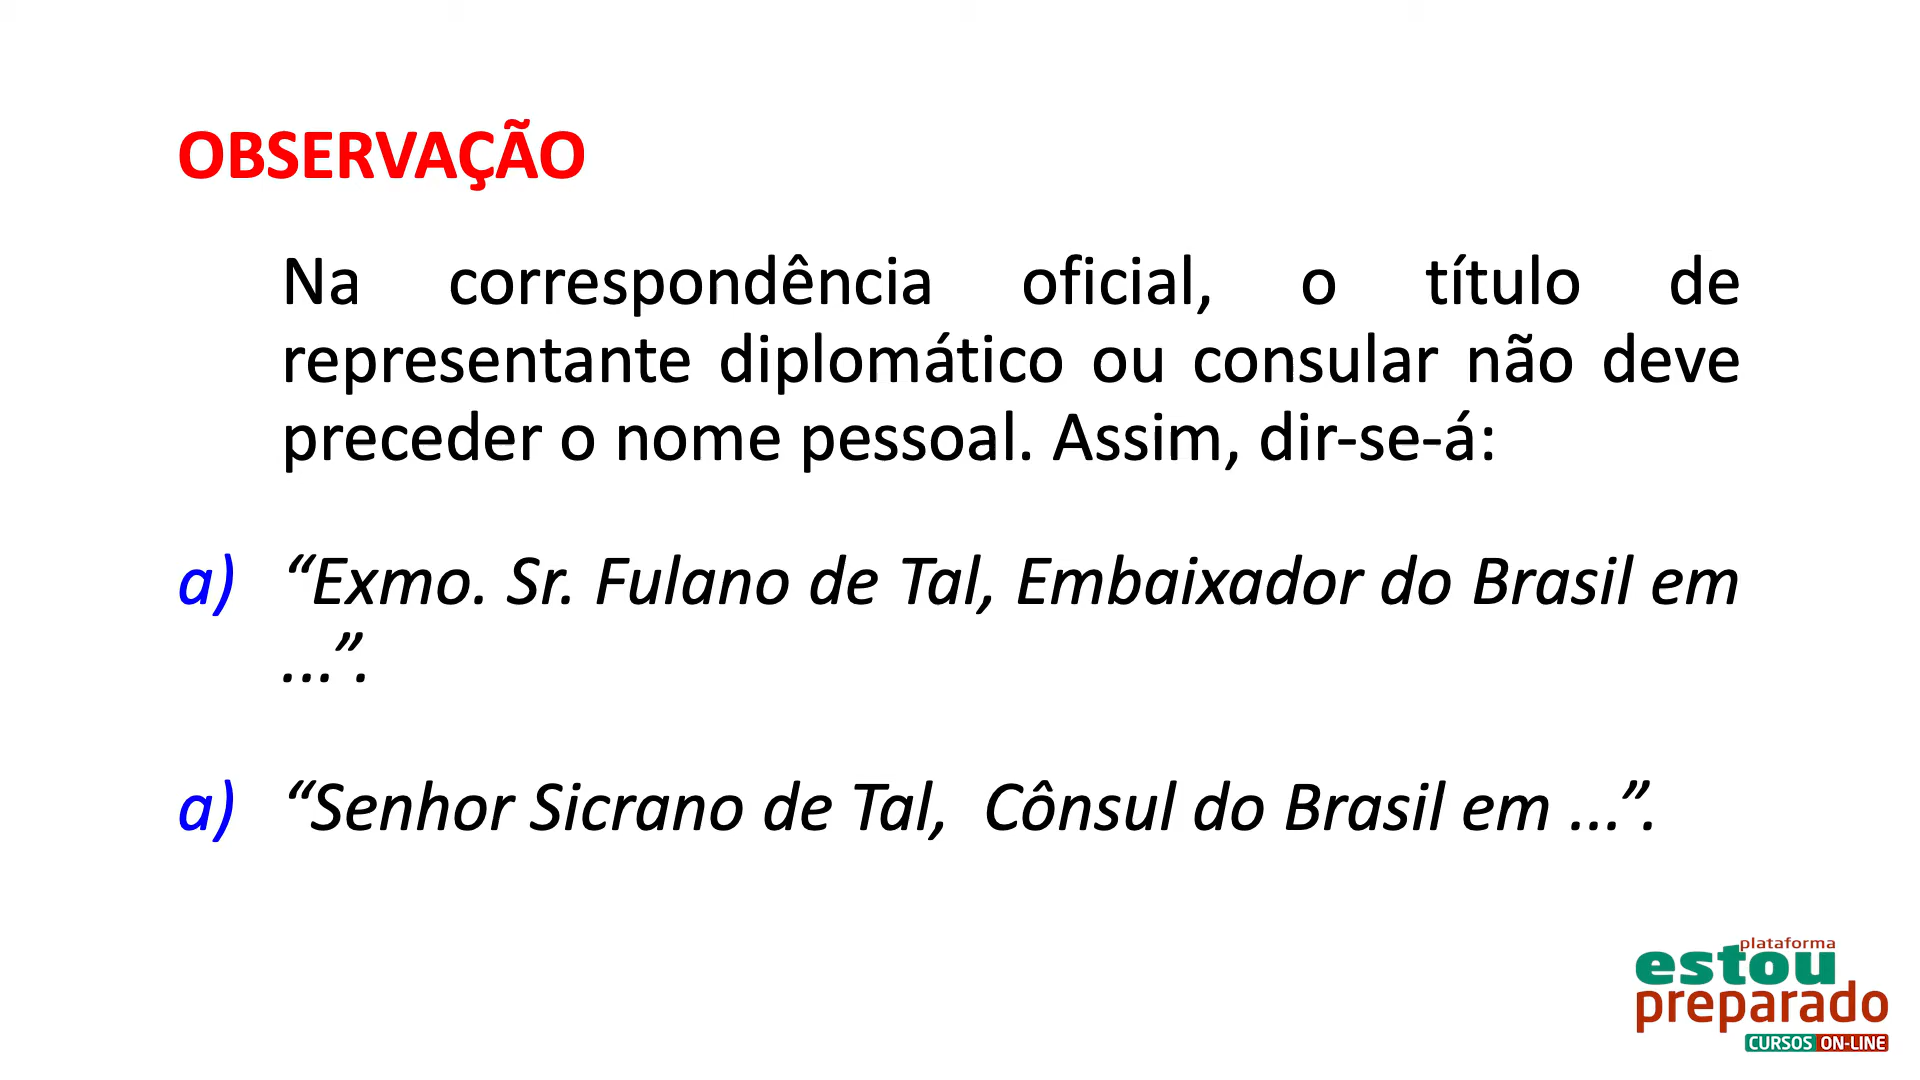 OBSERVAÇÃO
Na correspondência oficial, o título de
representante diplomático ou consular não deve
preceder o nome pessoal. Assim, dir-se-á:
a) “Exmo. Sr. Fulano de Tal, Embaixador do Brasil em
...”.
a) “Senhor Sicrano de Tal,  Cônsul do Brasil em ...”.
plataforma
estou
preparado
CURSOS ON-LINE